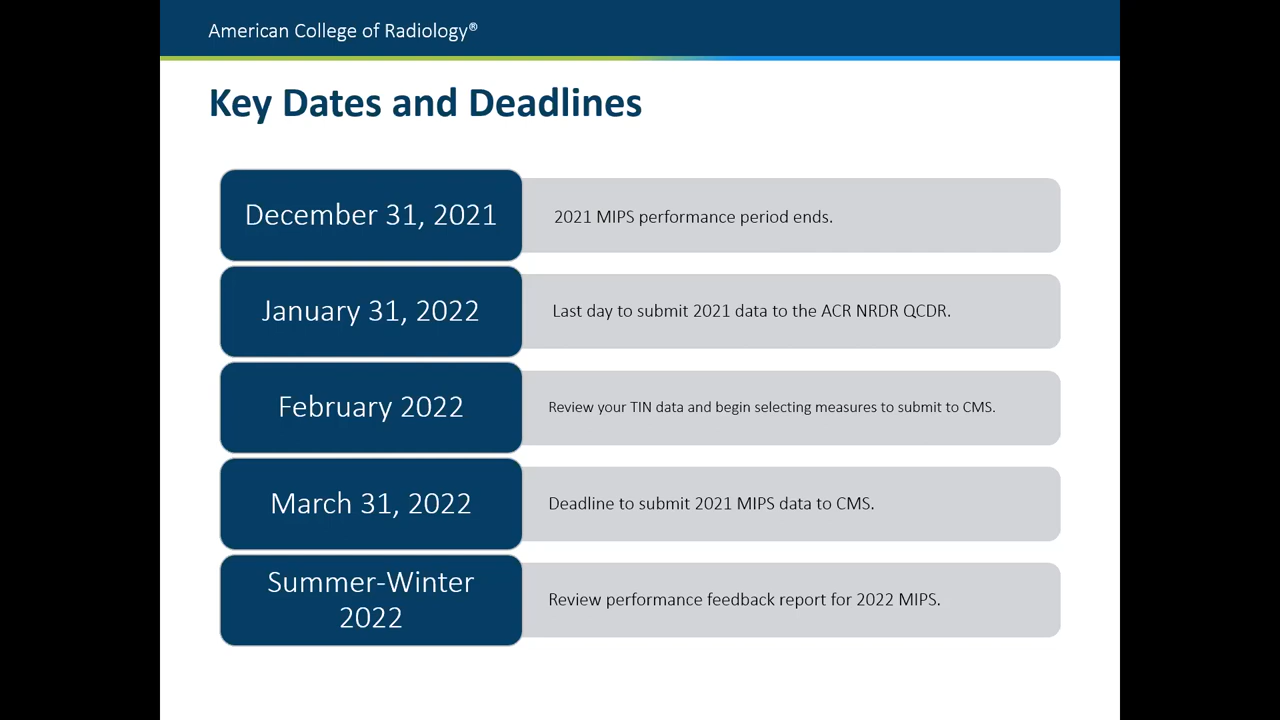 American College of Radiology®
Key Dates and Deadlines
December 31, 2021
2021 MIPS performance period ends.
January 31, 2022
Last day to submit 2021 data to the ACR NRDR QCDR.
February 2022
Review your TIN data and begin selecting measures to submit to CMS.
March 31, 2022
Deadline to submit 2021 MIPS data to CMS.
Summer-Winter
2022
Review performance feedback report for 2022 MIPS.